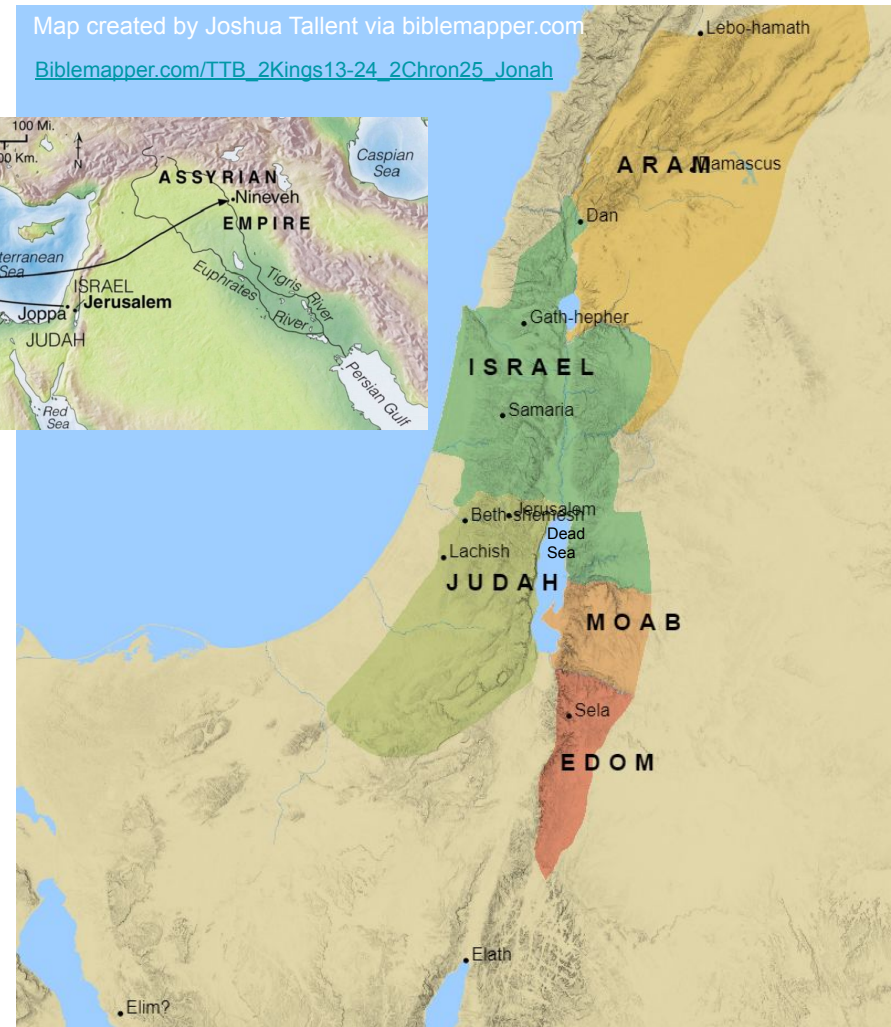 Map created by Joshua Tallent via biblemapper.com
Biblemapper.com/TTB_2Kings13-24_2Chron25_Jonah
Lebo-hamath
100 Mi.
00 Km.
N
Caspian
Sea
ASSYRIAN
Nineveh
EMPIRE
terranean
Sea
Euphrates
River
Tigris
River
ISRAEL
Jerusalem
Joppa
JUDAH
Persian Gulf
Red
Sea
ARAM
Damascus
Dan
Gath-hepher
ISRAEL
Samaria
Jerusalem
Beth-shemesh
Dead
Sea
Lachish
JUDAH
MOAB
Sela
EDOM
Elath
Elim?